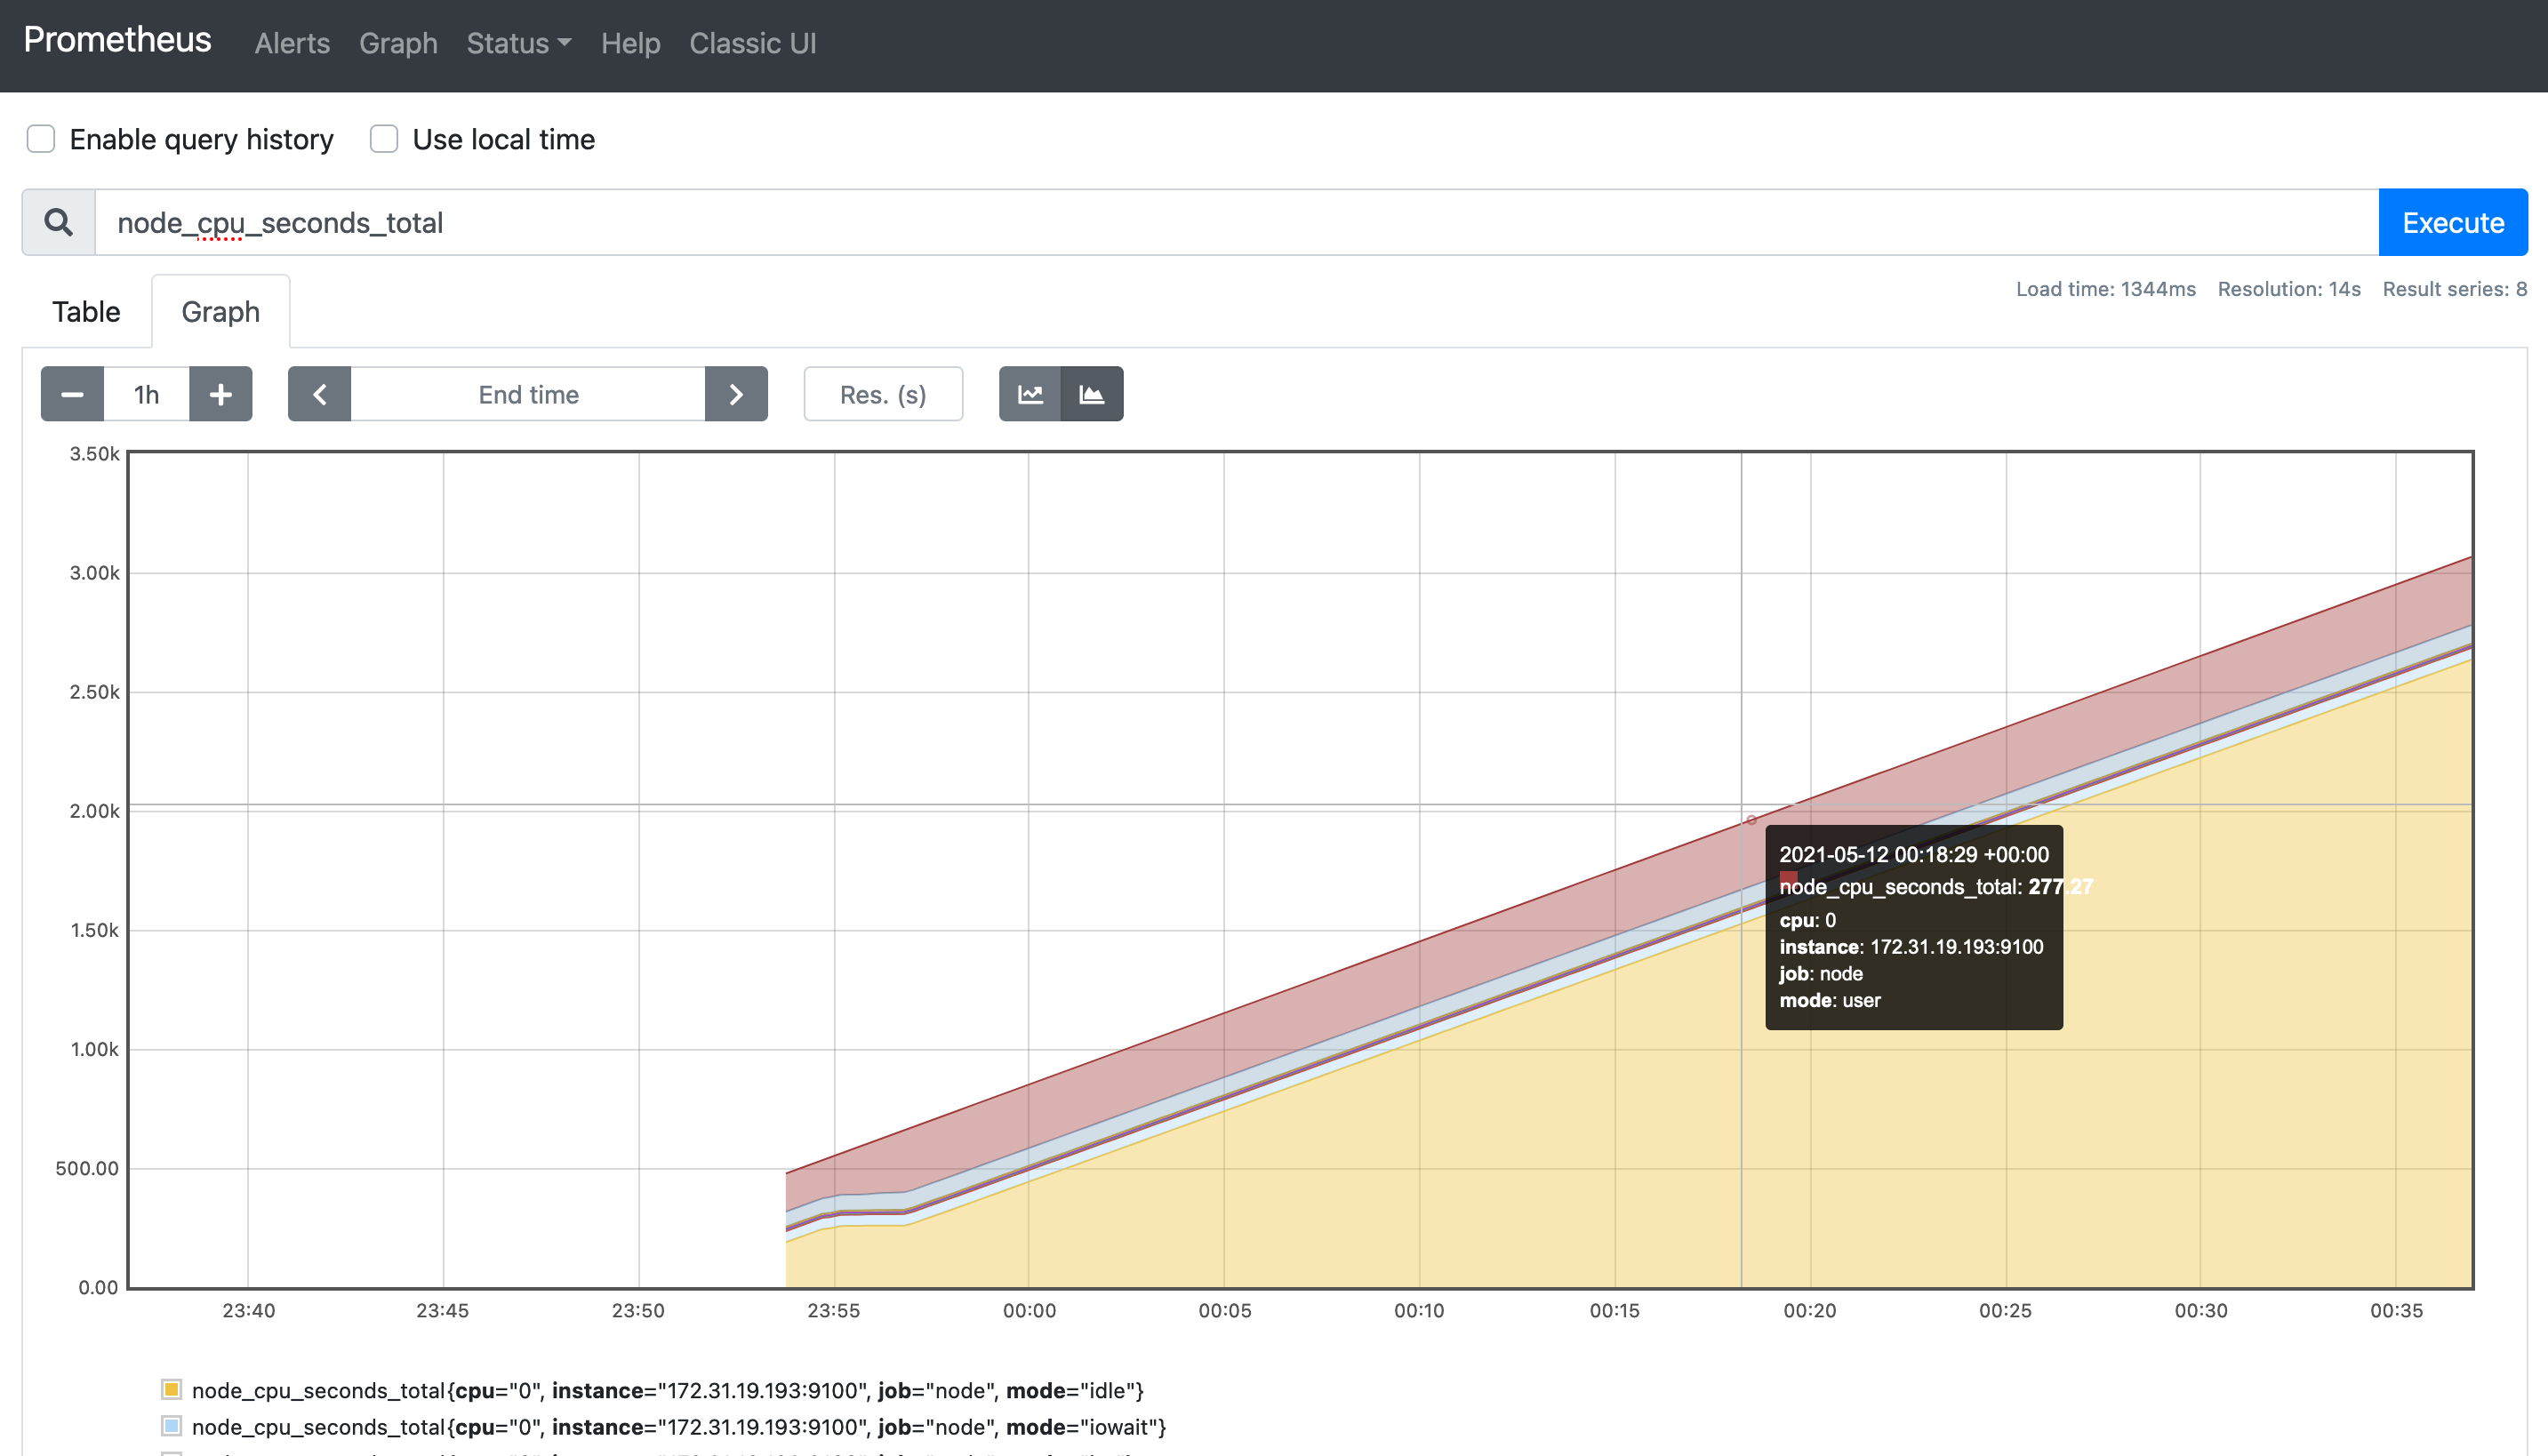 Prometheus Alerts Graph Status Help Classic UI
Enable query history Use local time
node_cpu_seconds_total Execute
Load time: 1344ms Resolution: 14s Result series: 8
Table Graph
1h End time Res. (s)
3.50k
3.00k
2.50k
2.00k
1.50k
1.00k
500.00
0.00
2021-05-12 00:18:29 +00:00
node_cpu_seconds_total: 277.27
cpu: 0
instance: 172.31.19.193:9100
job: node
mode: user
23:40 23:45 23:50 23:55 00:00 00:05 00:10 00:15 00:20 00:25 00:30 00:35
node_cpu_seconds_total{cpu="0", instance="172.31.19.193:9100", job="node", mode="idle"}
node_cpu_seconds_total{cpu="0", instance="172.31.19.193:9100", job="node", mode="iowait"}